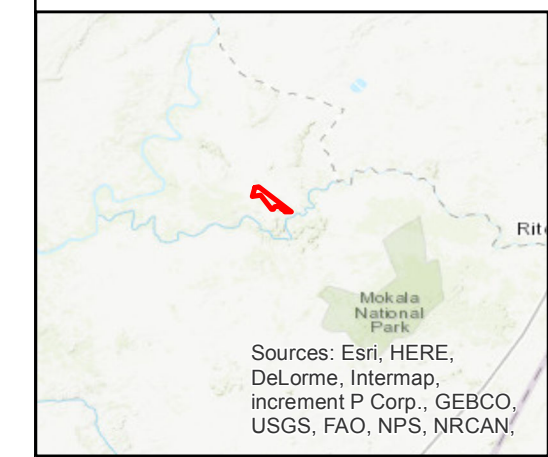 Rit
Mokala
National
Park
Sources: Esri, HERE,
DeLorme, Intermap,
increment P Corp., GEBCO,
USGS, FAO, NPS, NRCAN,